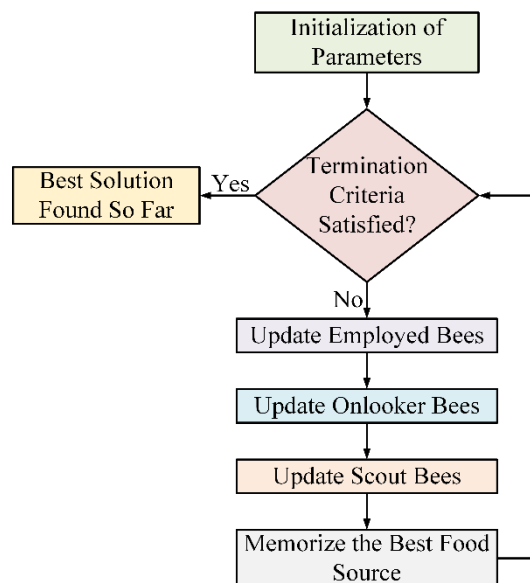 Initialization of
Parameters
Termination
Criteria
Satisfied?
Yes
Best Solution
Found So Far
No
Update Employed Bees
Update Onlooker Bees
Update Scout Bees
Memorize the Best Food
Source